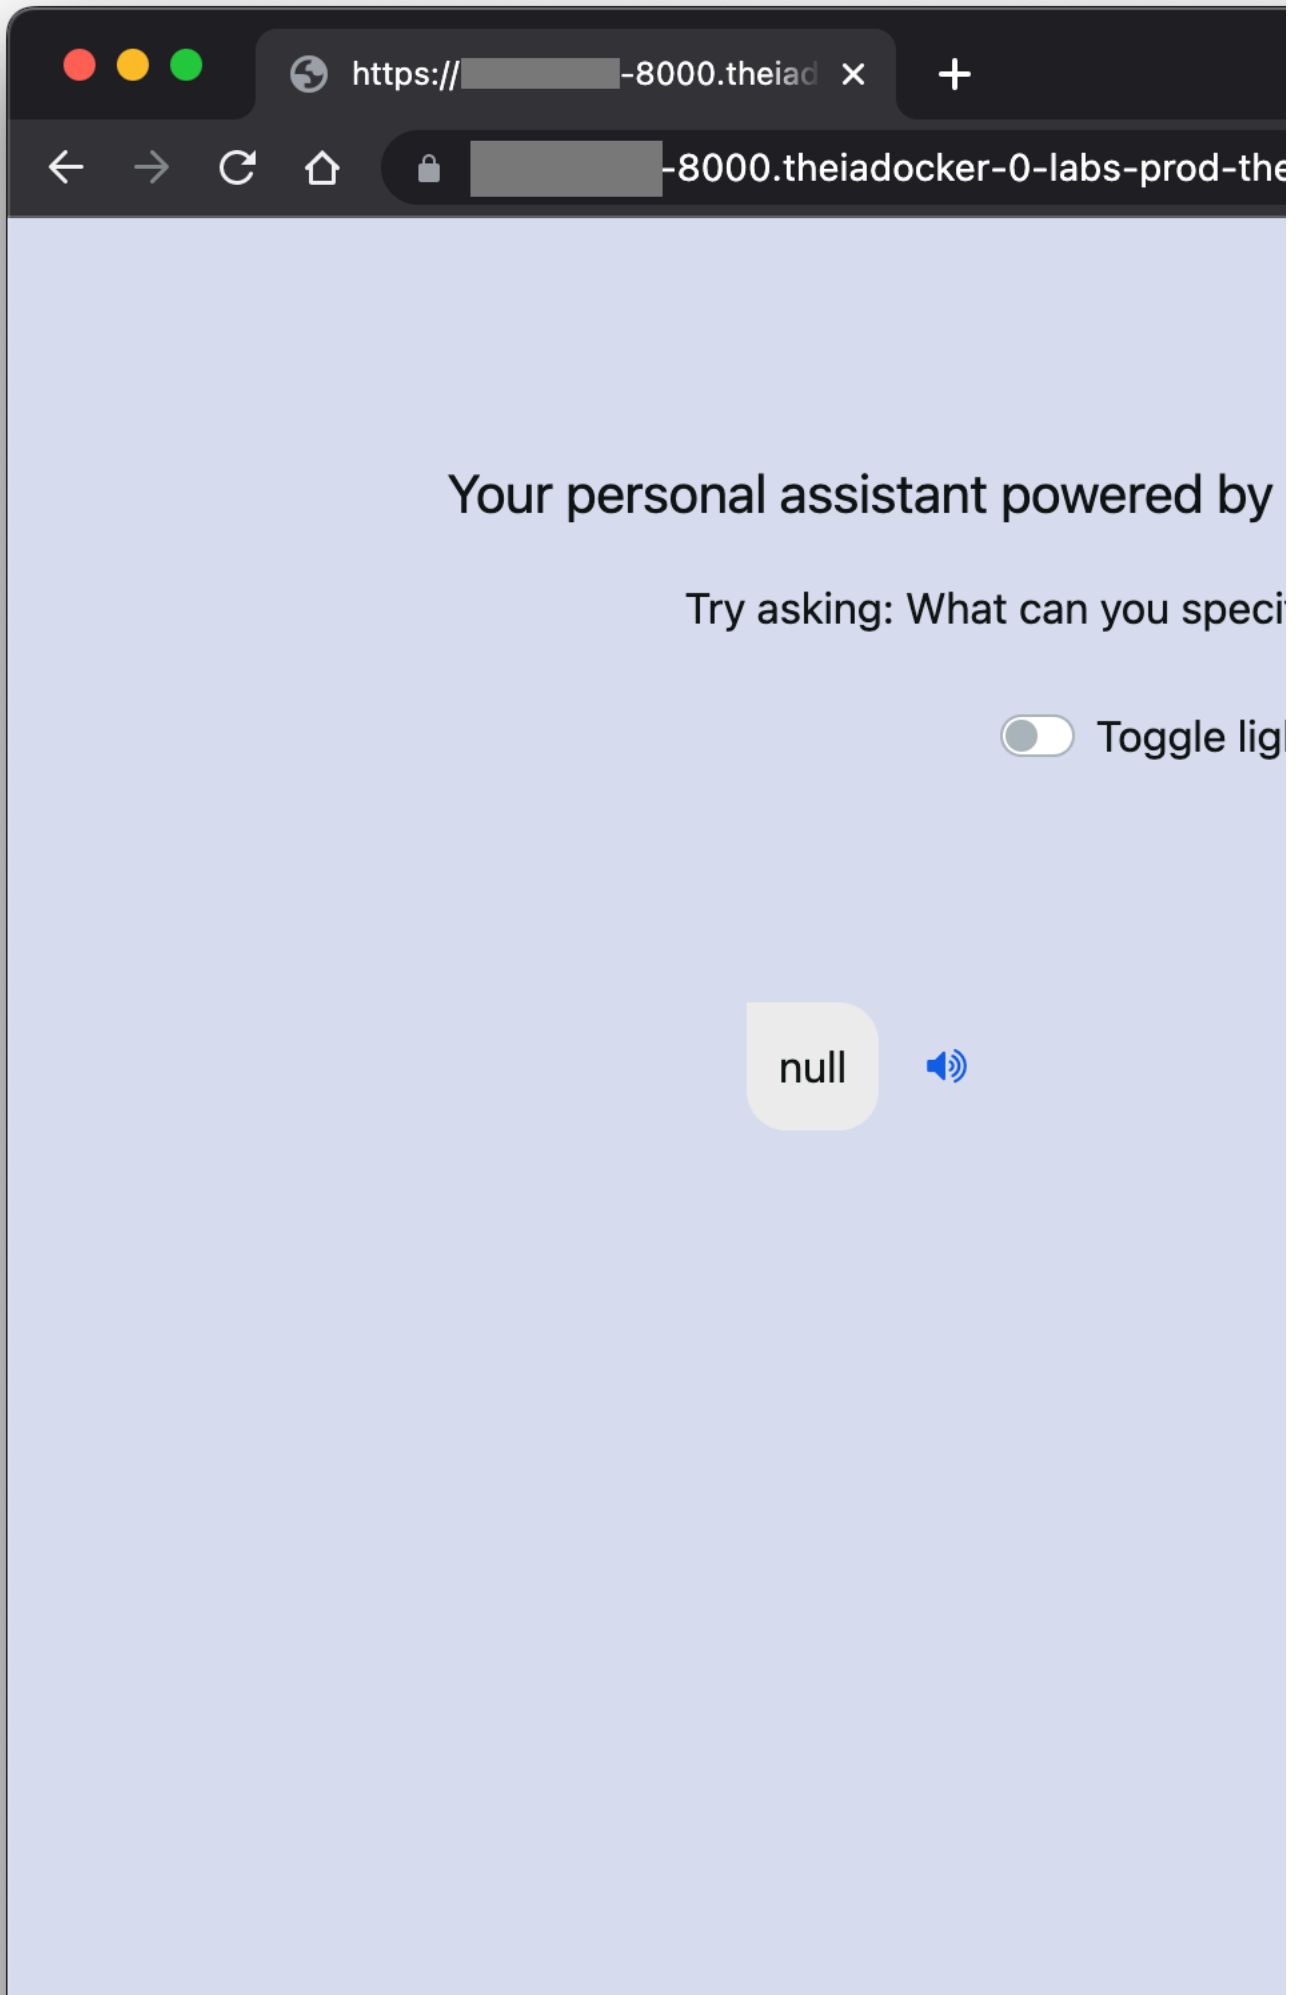 https:// -8000.theiad
-8000.theiadocker-0-labs-prod-the
Your personal assistant powered by
Try asking: What can you speci
Toggle lig
null